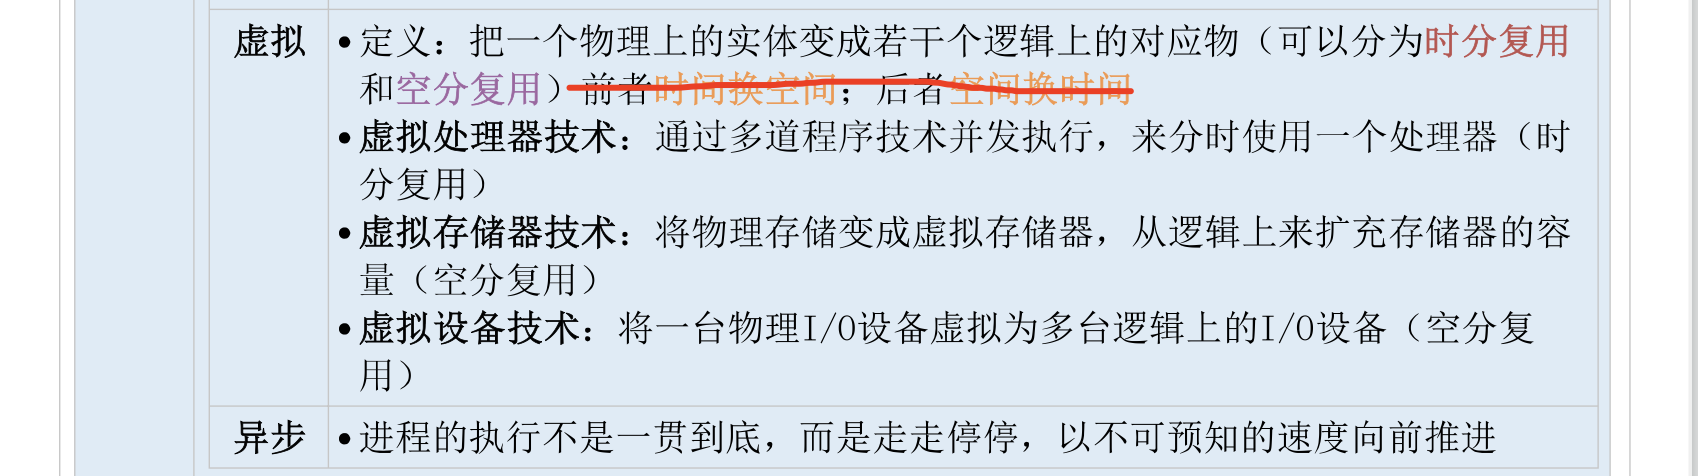 虚拟
•定义：把一个物理上的实体变成若干个逻辑上的对应物（可以分为时分复用
和空分复用）前者时间换空间；后者空间换时间
•虚拟处理器技术：通过多道程序技术并发执行，来分时使用一个处理器（时
分复用）
•虚拟存储器技术：将物理存储变成虚拟存储器，从逻辑上来扩充存储器的容
量（空分复用）
•虚拟设备技术：将一台物理I/O设备虚拟为多台逻辑上的I/O设备（空分复
用）
异步
•进程的执行不是一贯到底，而是走走停停，以不可预知的速度向前推进